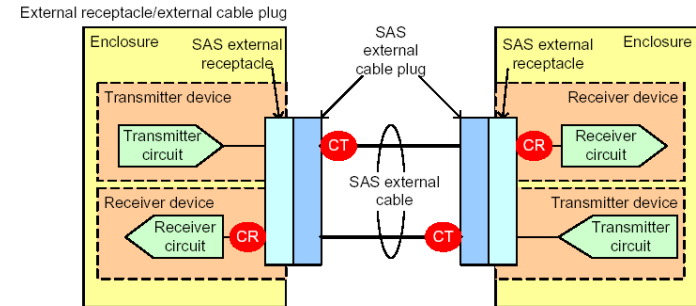 External receptacle/external cable plug
Enclosure
SAS external
receptacle
SAS
external
cable plug
SAS external
receptacle
Enclosure
Transmitter device
Receiver device
Transmitter
circuit
CT
CR
Receiver
circuit
SAS external
cable
Receiver device
Transmitter device
Receiver
circuit
CR
CT
Transmitter
circuit